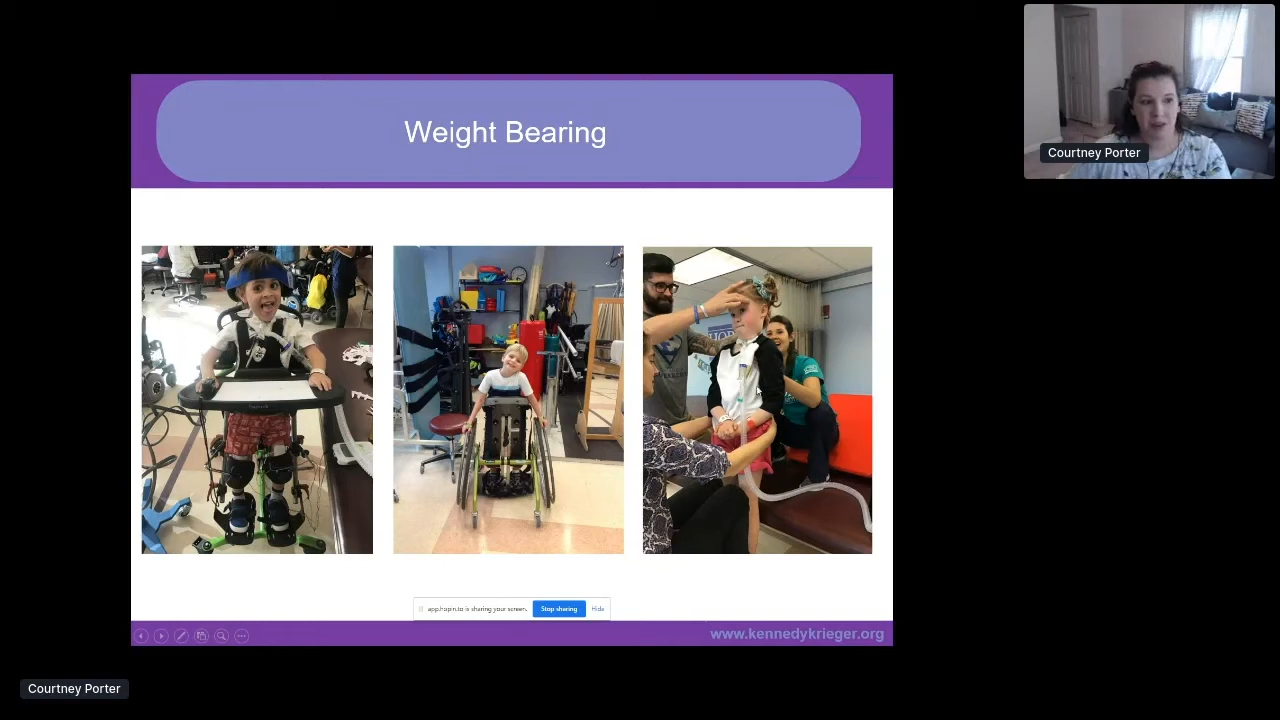 Weight Bearing
Courtney Porter
app.hopin.to is sharing your screen.
Stop sharing
Hide
www.kennedykrieger.org
Courtney Porter